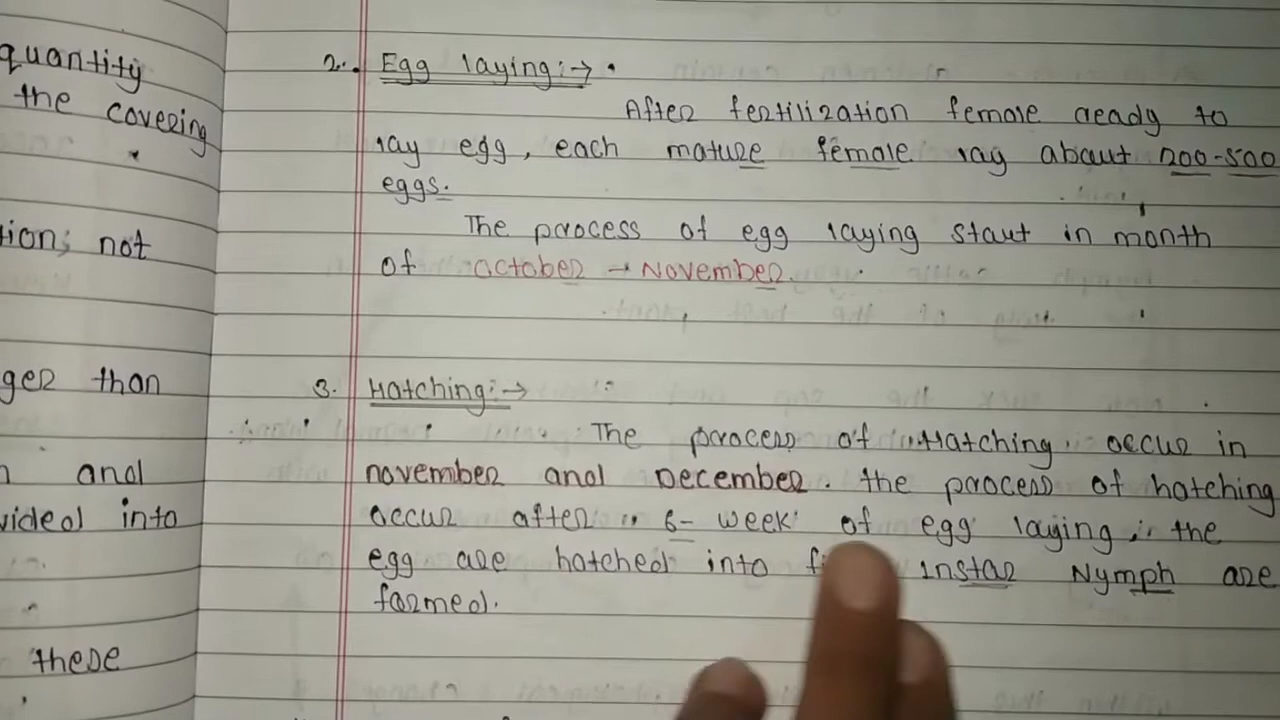 quantity
the covering
tion, not
ger than
and
vided into
these
2. Egg laying:→
After fertilization female ready to
lay egg, each mature female lay about 200-500
eggs.
The process of egg laying start in month
of October → November.
3. Hatching:→
The process of Hatching occur in
november and December. the process of hatching
occur after 6- week of egg laying, the
egg are hatched into instar Nymph are
formed.